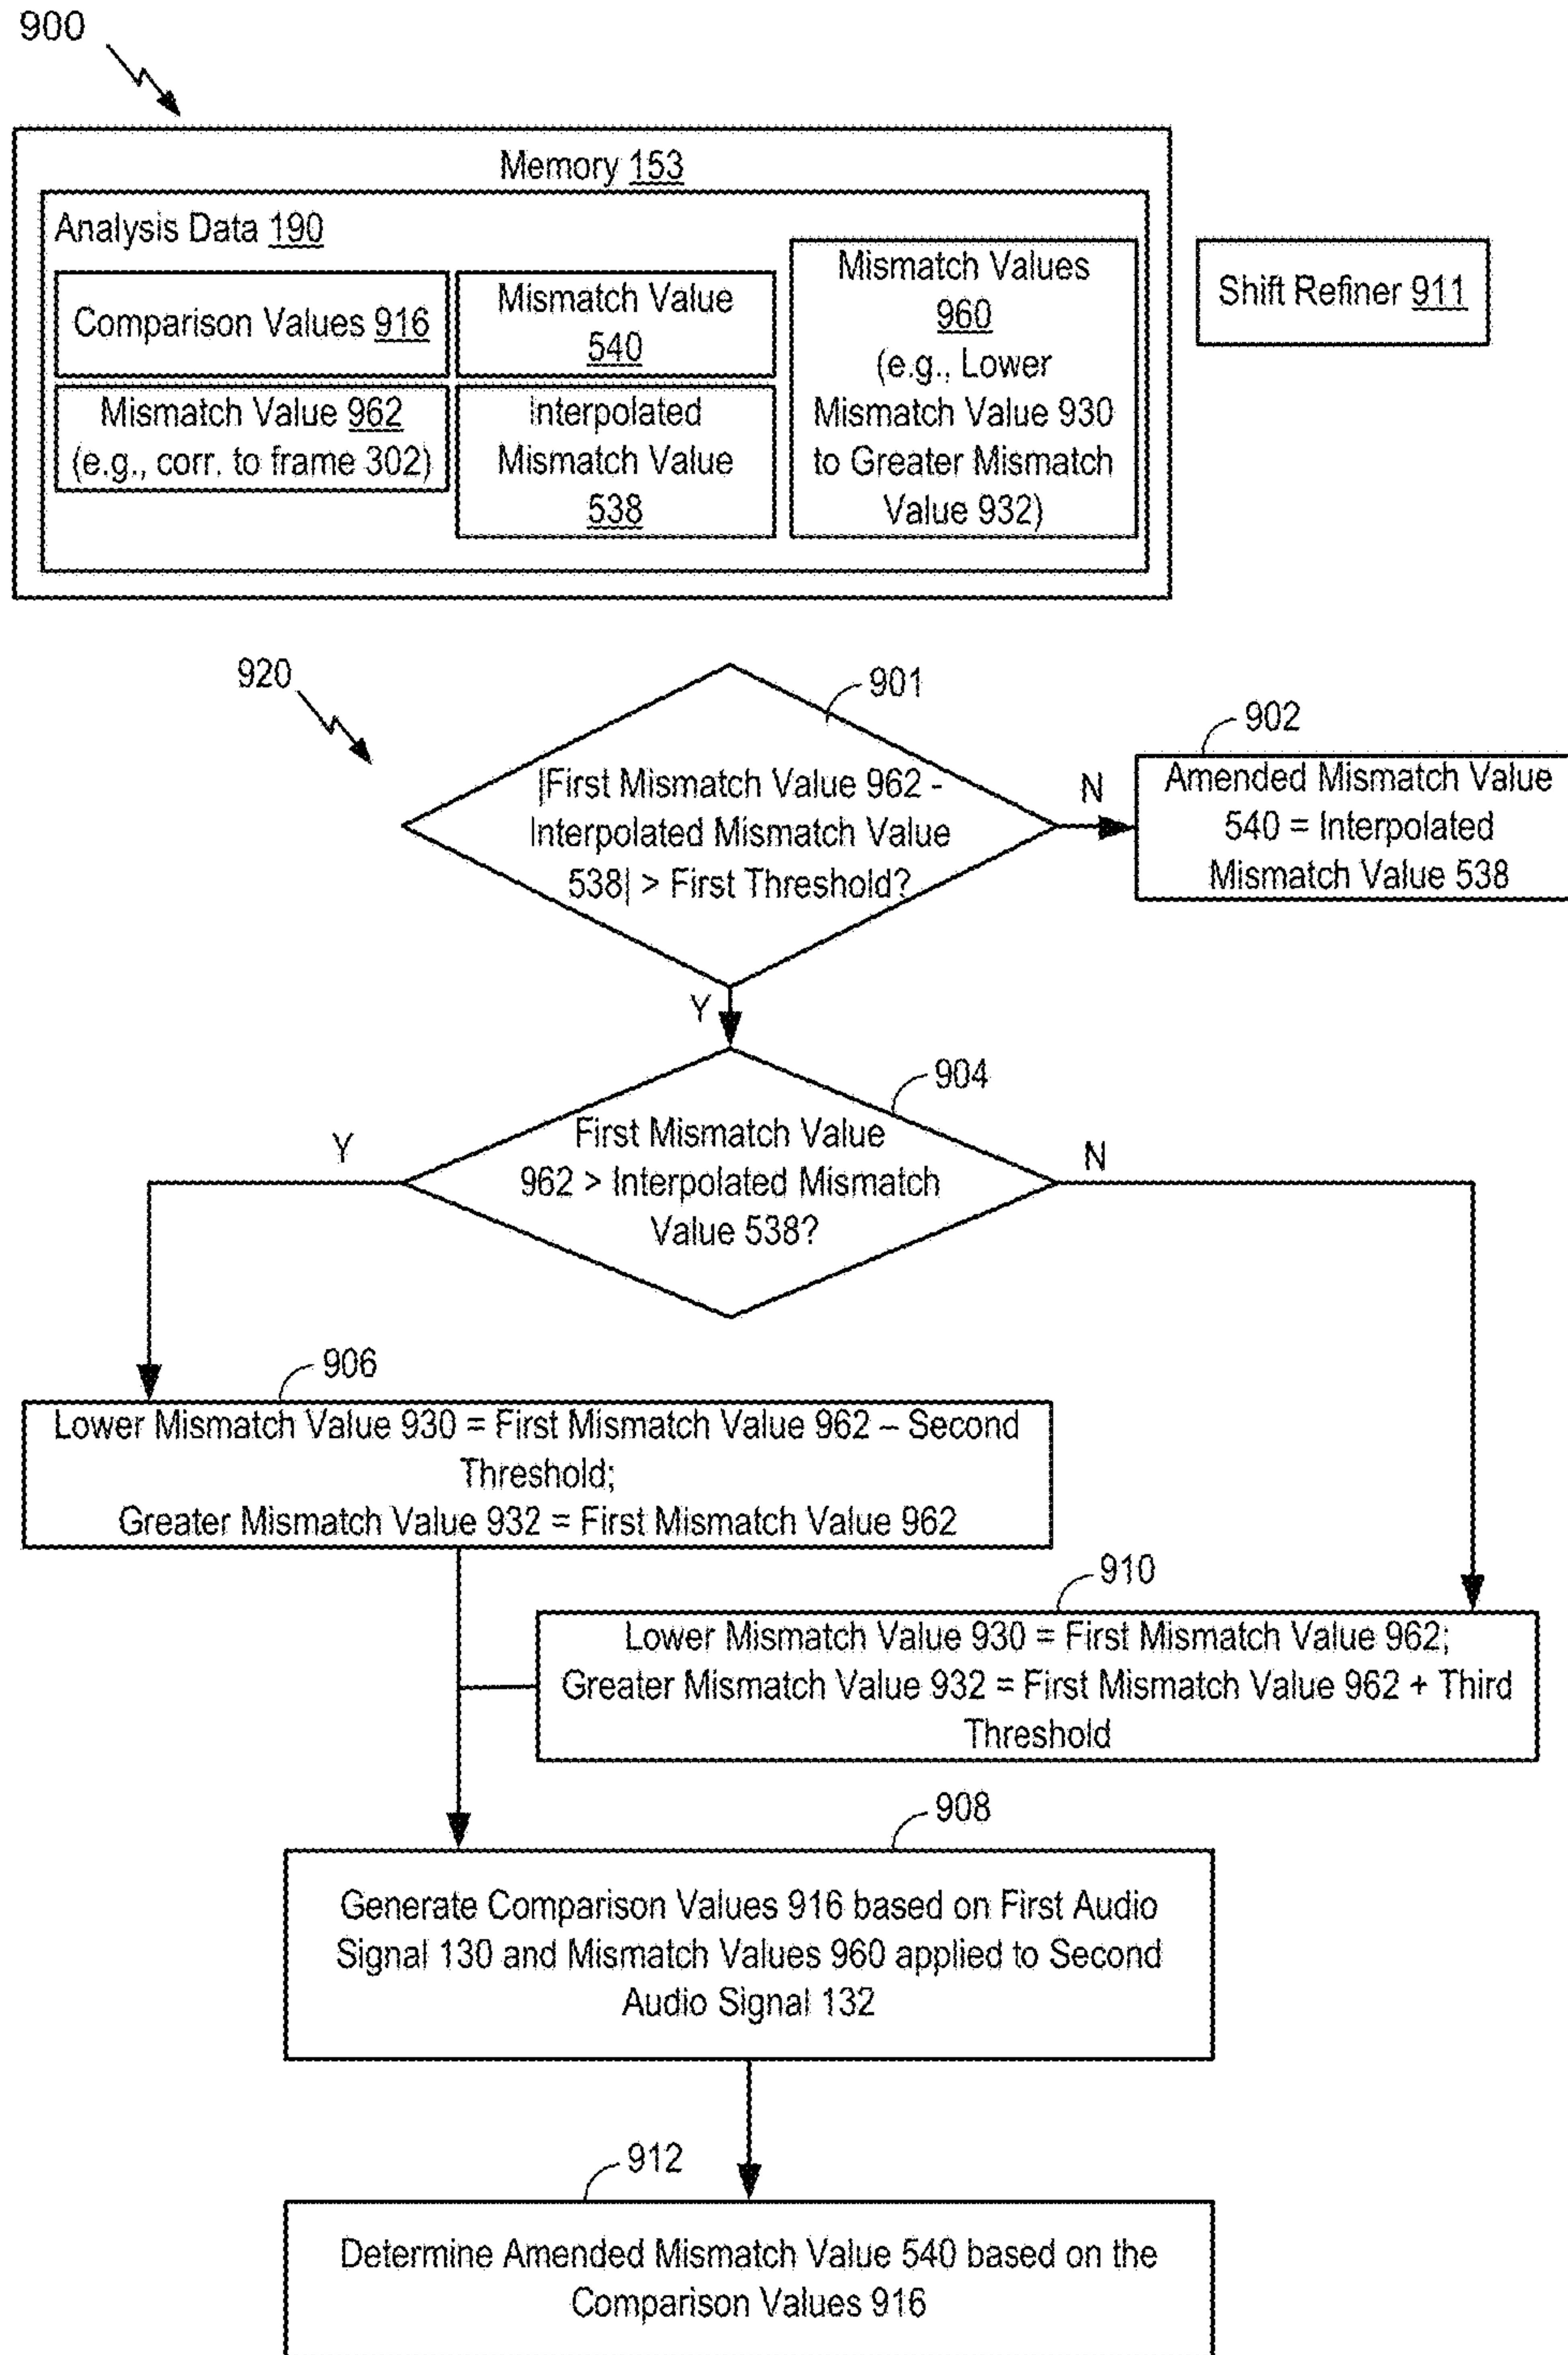 900
Memory 153
Analysis Data 190
Comparison Values 916
Mismatch Value 962
(e.g., corr. to frame 302)
Mismatch Value
540
Interpolated
Mismatch Value
538
Mismatch Values
960
(e.g., Lower
Mismatch Value 930
to Greater Mismatch
Value 932)
Shift Refiner 911
920
901
|First Mismatch Value 962 -
Interpolated Mismatch Value
538| > First Threshold?
N
902
Amended Mismatch Value
540 = Interpolated
Mismatch Value 538
Y
904
First Mismatch Value
962 > Interpolated Mismatch
Value 538?
Y
N
906
Lower Mismatch Value 930 = First Mismatch Value 962 – Second
Threshold;
Greater Mismatch Value 932 = First Mismatch Value 962
910
Lower Mismatch Value 930 = First Mismatch Value 962;
Greater Mismatch Value 932 = First Mismatch Value 962 + Third
Threshold
908
Generate Comparison Values 916 based on First Audio
Signal 130 and Mismatch Values 960 applied to Second
Audio Signal 132
912
Determine Amended Mismatch Value 540 based on the
Comparison Values 916